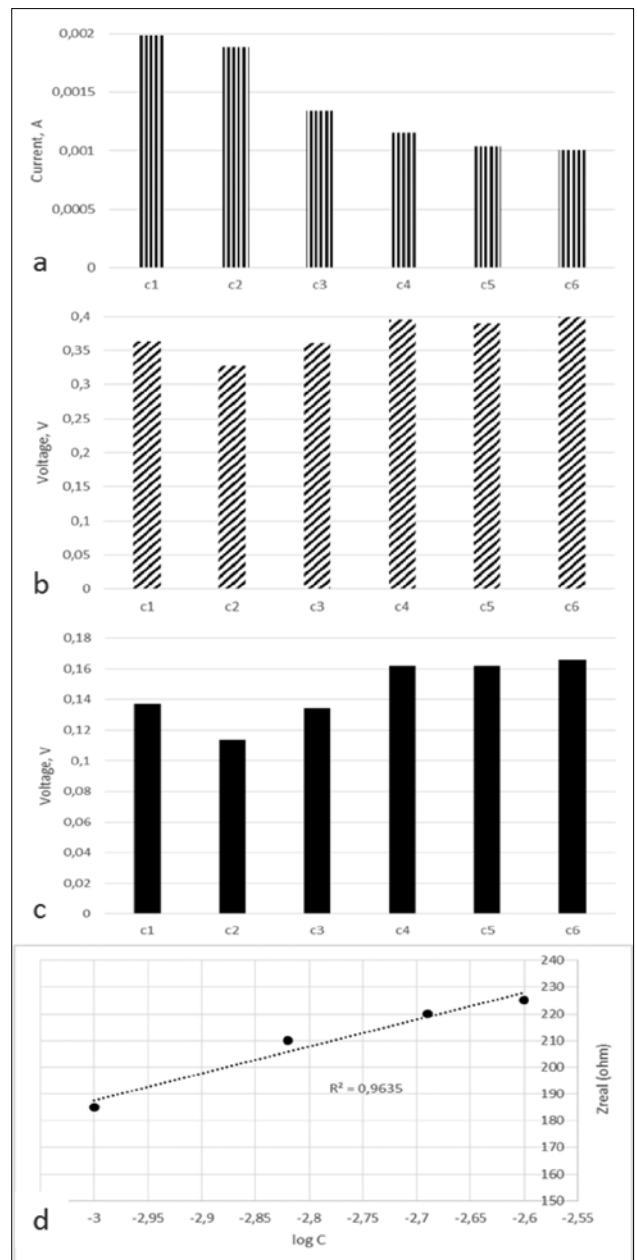 0,002
0,0015
0,001
0,0005
0
Current, A
a
c1 c2 c3 c4 c5 c6
0,4
0,35
0,3
0,25
0,2
0,15
0,1
0,05
0
Voltage, V
b
c1 c2 c3 c4 c5 c6
0,18
0,16
0,14
0,12
0,1
0,08
0,06
0,04
0,02
0
Voltage, V
c
c1 c2 c3 c4 c5 c6
240
230
220
210
200
190
180
170
160
150
Zreal (ohm)
R² = 0,9635
d
-3 -2,95 -2,9 -2,85 -2,8 -2,75 -2,7 -2,65 -2,6 -2,55
log C